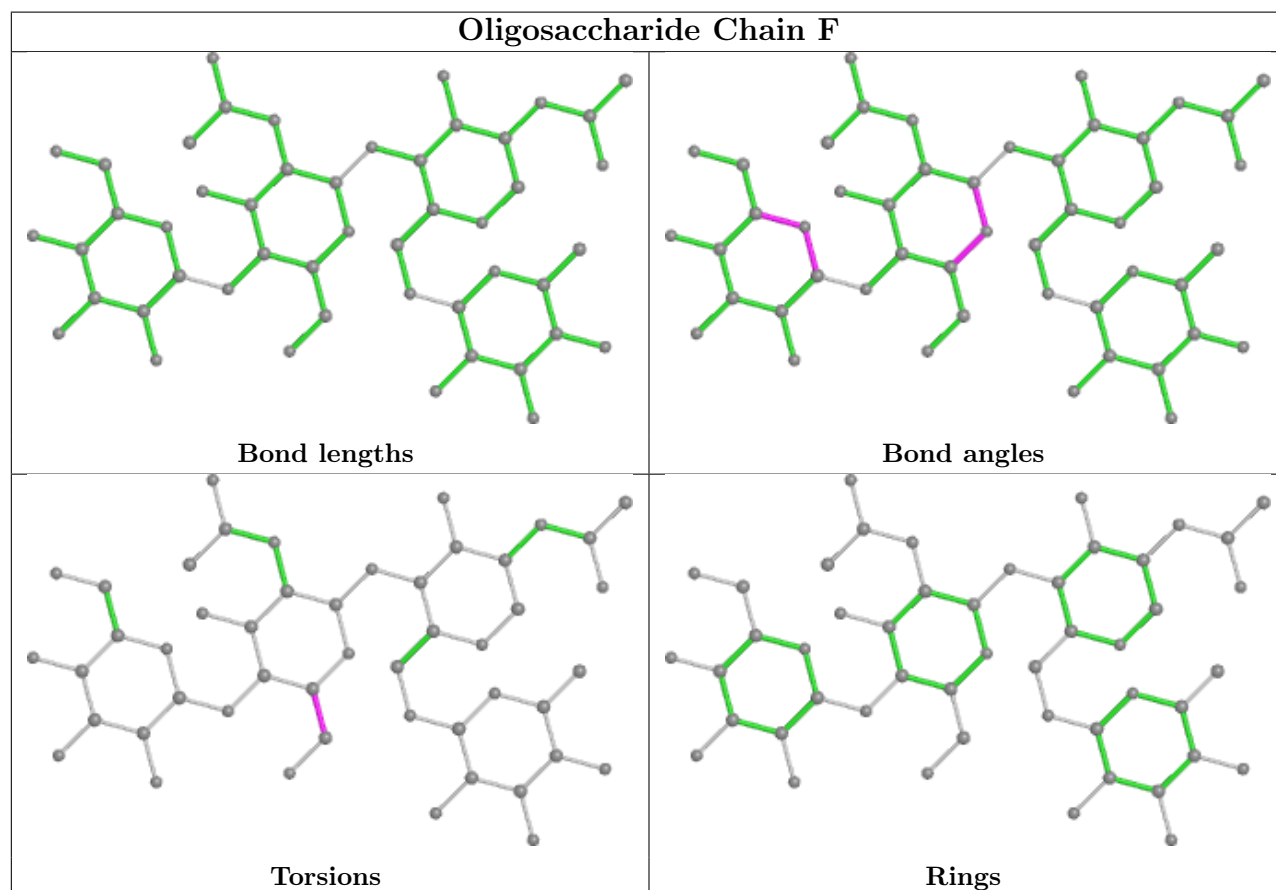 Oligosaccharide Chain F
Bond lengths
Bond angles
Torsions
Rings